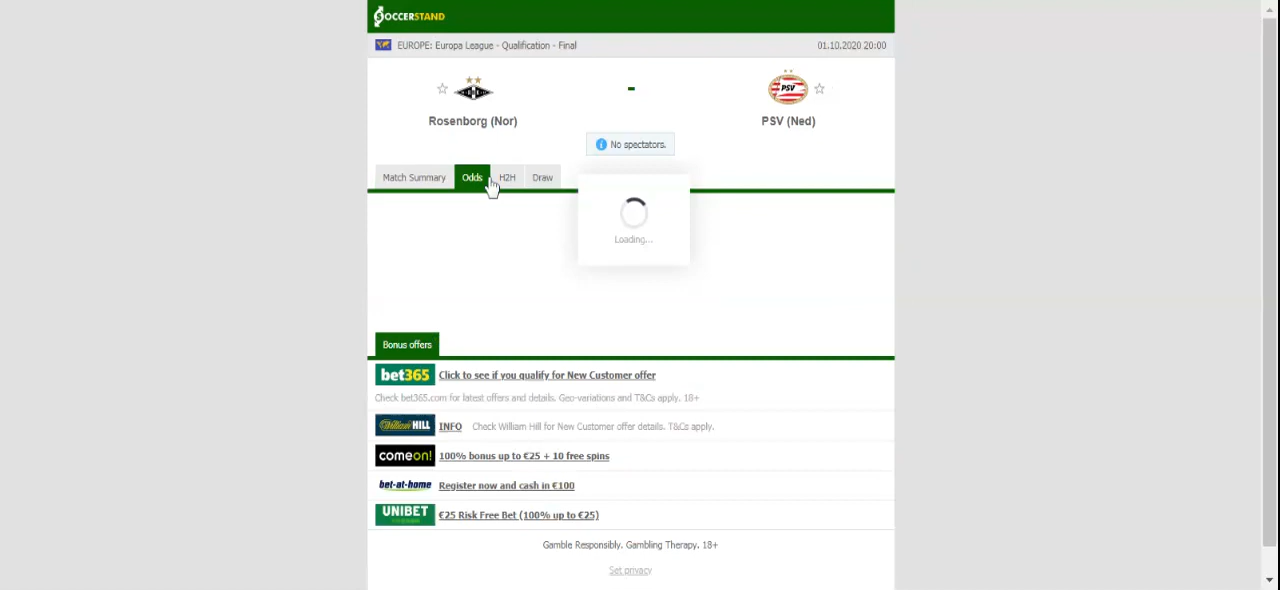 SOCCERSTAND
EUROPE: Europa League - Qualification - Final 01.10.2020 20:00
PSV
-
Rosenborg (Nor) PSV (Ned)
No spectators.
Match Summary Odds H2H Draw
Loading...
Bonus offers
bet365 Click to see if you qualify for New Customer offer
Check bet365.com for latest offers and details. Geo-variations and T&Cs apply. 18+
William HILL INFO Check William Hill for New Customer offer details. T&Cs apply.
comeon! 100% bonus up to €25 + 10 free spins
bet-at-home Register now and cash in €100
UNIBET €25 Risk Free Bet (100% up to €25)
Gamble Responsibly. Gambling Therapy. 18+
Set privacy